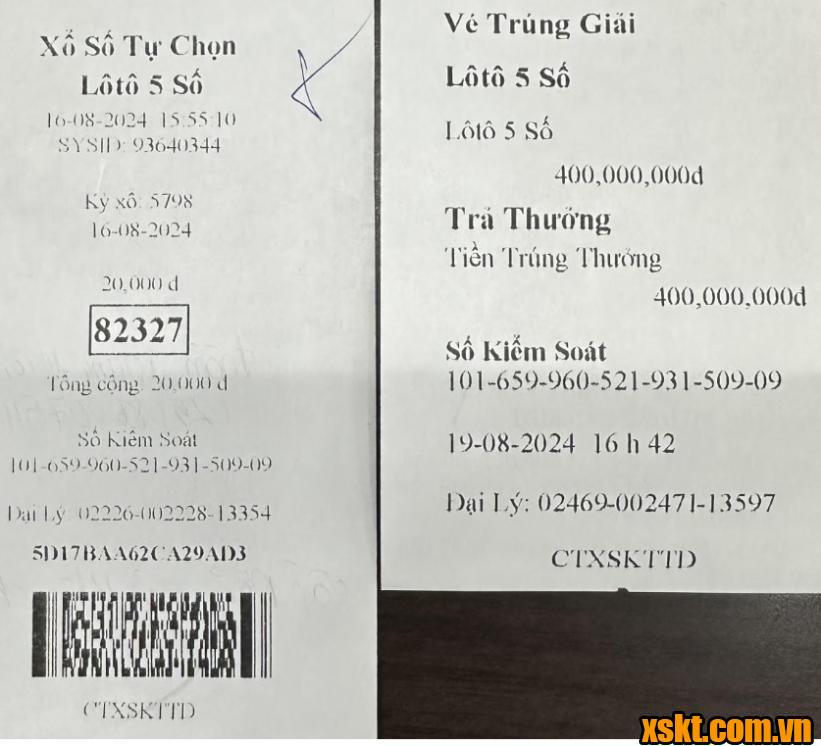 Xổ Số Tự Chọn
Lôtô 5 Số
16-08-2024 15:55:10
SYSID: 93640344
Kỳ xổ: 5798
16-08-2024
20,000 đ
82327
Tổng cộng: 20,000 đ
Số Kiểm Soát
101-659-960-521-931-509-09
Đại Lý: 02226-002228-13354
5D17BAA62CA29AD3
CTXSKTTD
Vé Trúng Giải
Lôtô 5 Số
Lôtô 5 Số
400,000,000đ
Trả Thưởng
Tiền Trúng Thưởng
400,000,000đ
Số Kiểm Soát
101-659-960-521-931-509-09
19-08-2024 16 h 42
Đại Lý: 02469-002471-13597
CTXSKTTD
xskt.com.vn